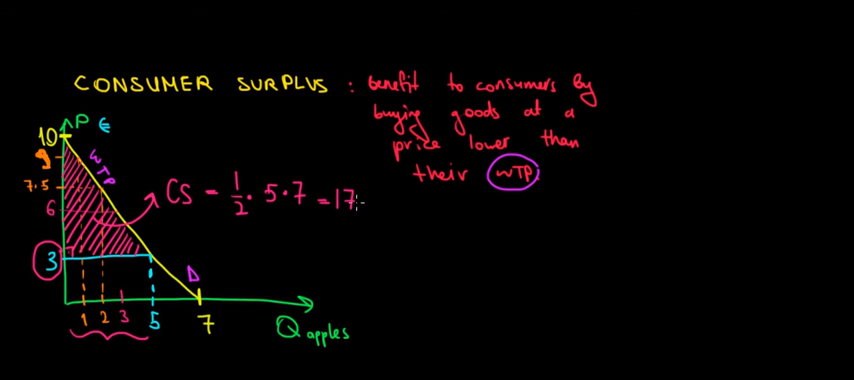 CONSUMER SURPLUS : benefit to consumers by
buying goods at a
price lower than
their WTP
P €
10
9
7.5
6
3
WTP
CS = 1/2 · 5 · 7 = 17
D
1 2 3 5 7
Q apples